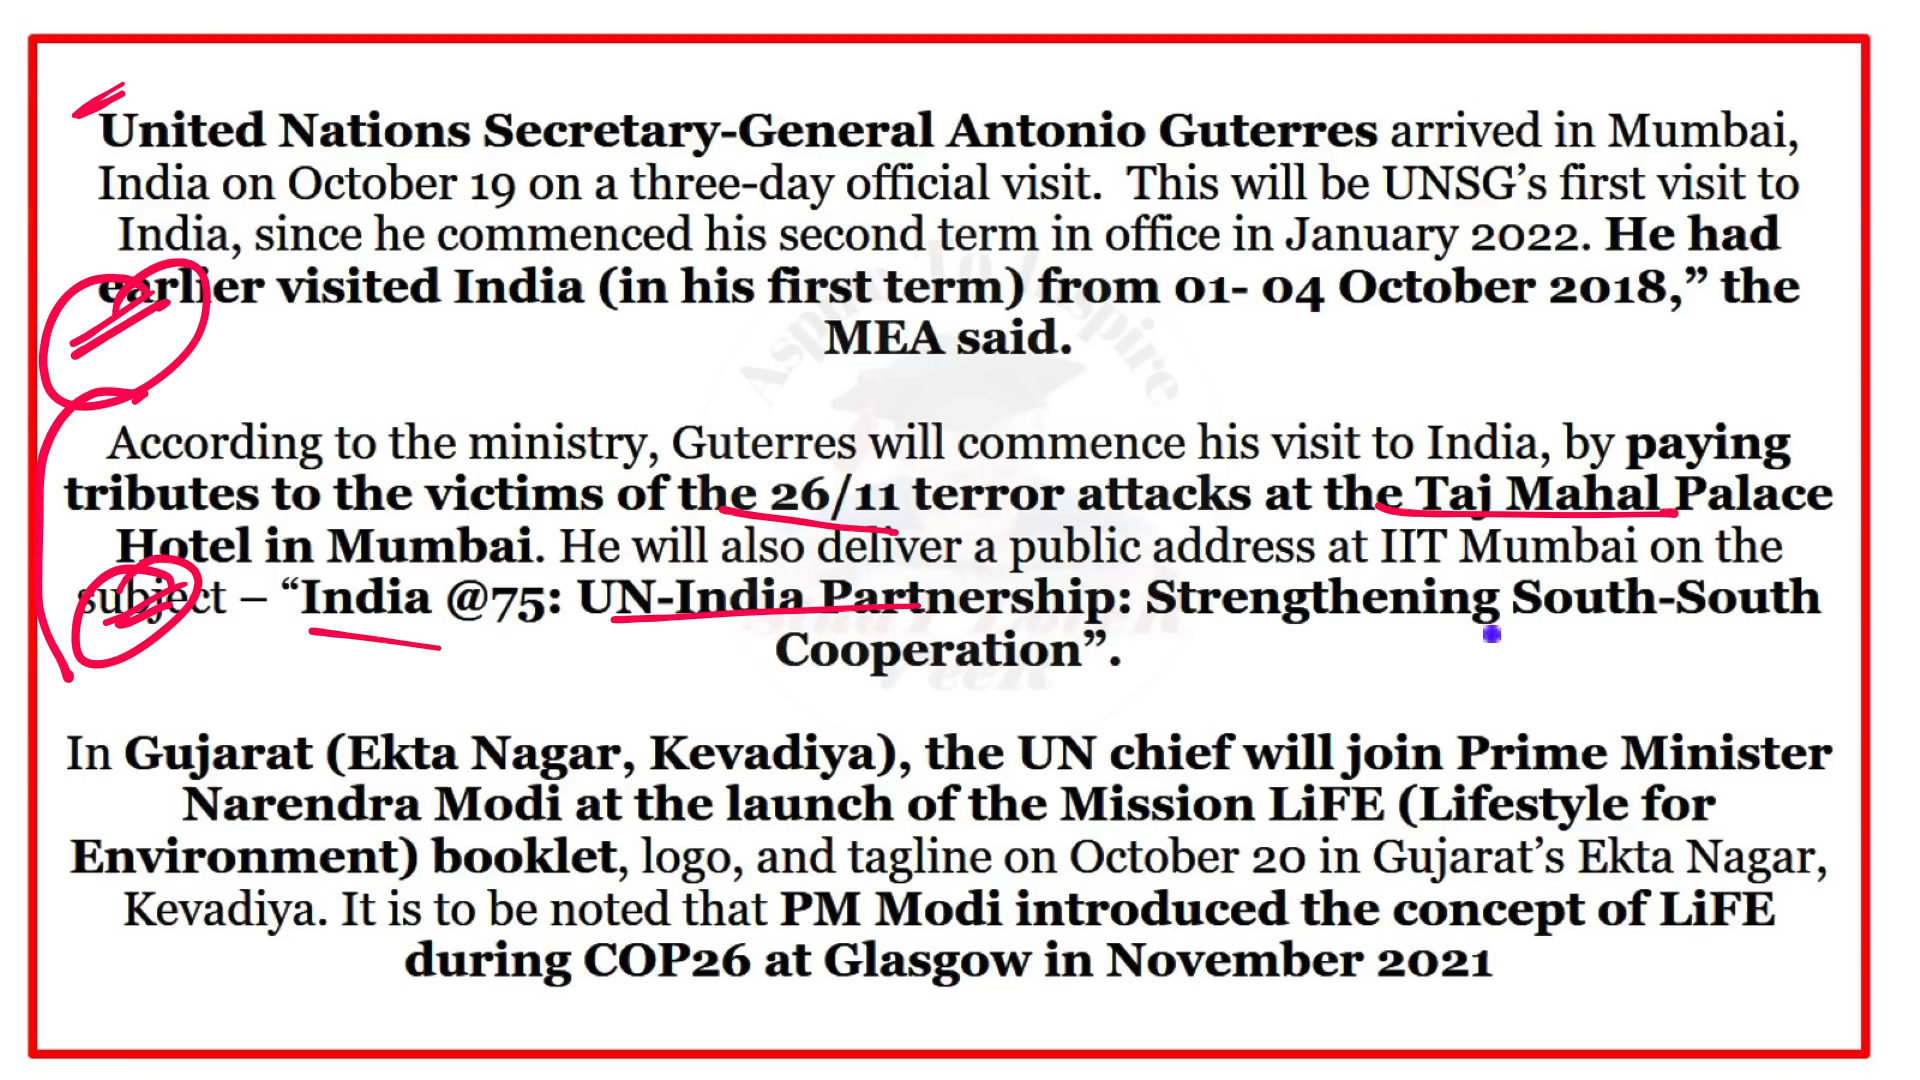 United Nations Secretary-General Antonio Guterres arrived in Mumbai,
India on October 19 on a three-day official visit.  This will be UNSG’s first visit to
India, since he commenced his second term in office in January 2022. He had
earlier visited India (in his first term) from 01- 04 October 2018,” the
MEA said.
According to the ministry, Guterres will commence his visit to India, by paying
tributes to the victims of the 26/11 terror attacks at the Taj Mahal Palace
Hotel in Mumbai. He will also deliver a public address at IIT Mumbai on the
subject – “India @75: UN-India Partnership: Strengthening South-South
Cooperation”.
In Gujarat (Ekta Nagar, Kevadiya), the UN chief will join Prime Minister
Narendra Modi at the launch of the Mission LiFE (Lifestyle for
Environment) booklet, logo, and tagline on October 20 in Gujarat’s Ekta Nagar,
Kevadiya. It is to be noted that PM Modi introduced the concept of LiFE
during COP26 at Glasgow in November 2021